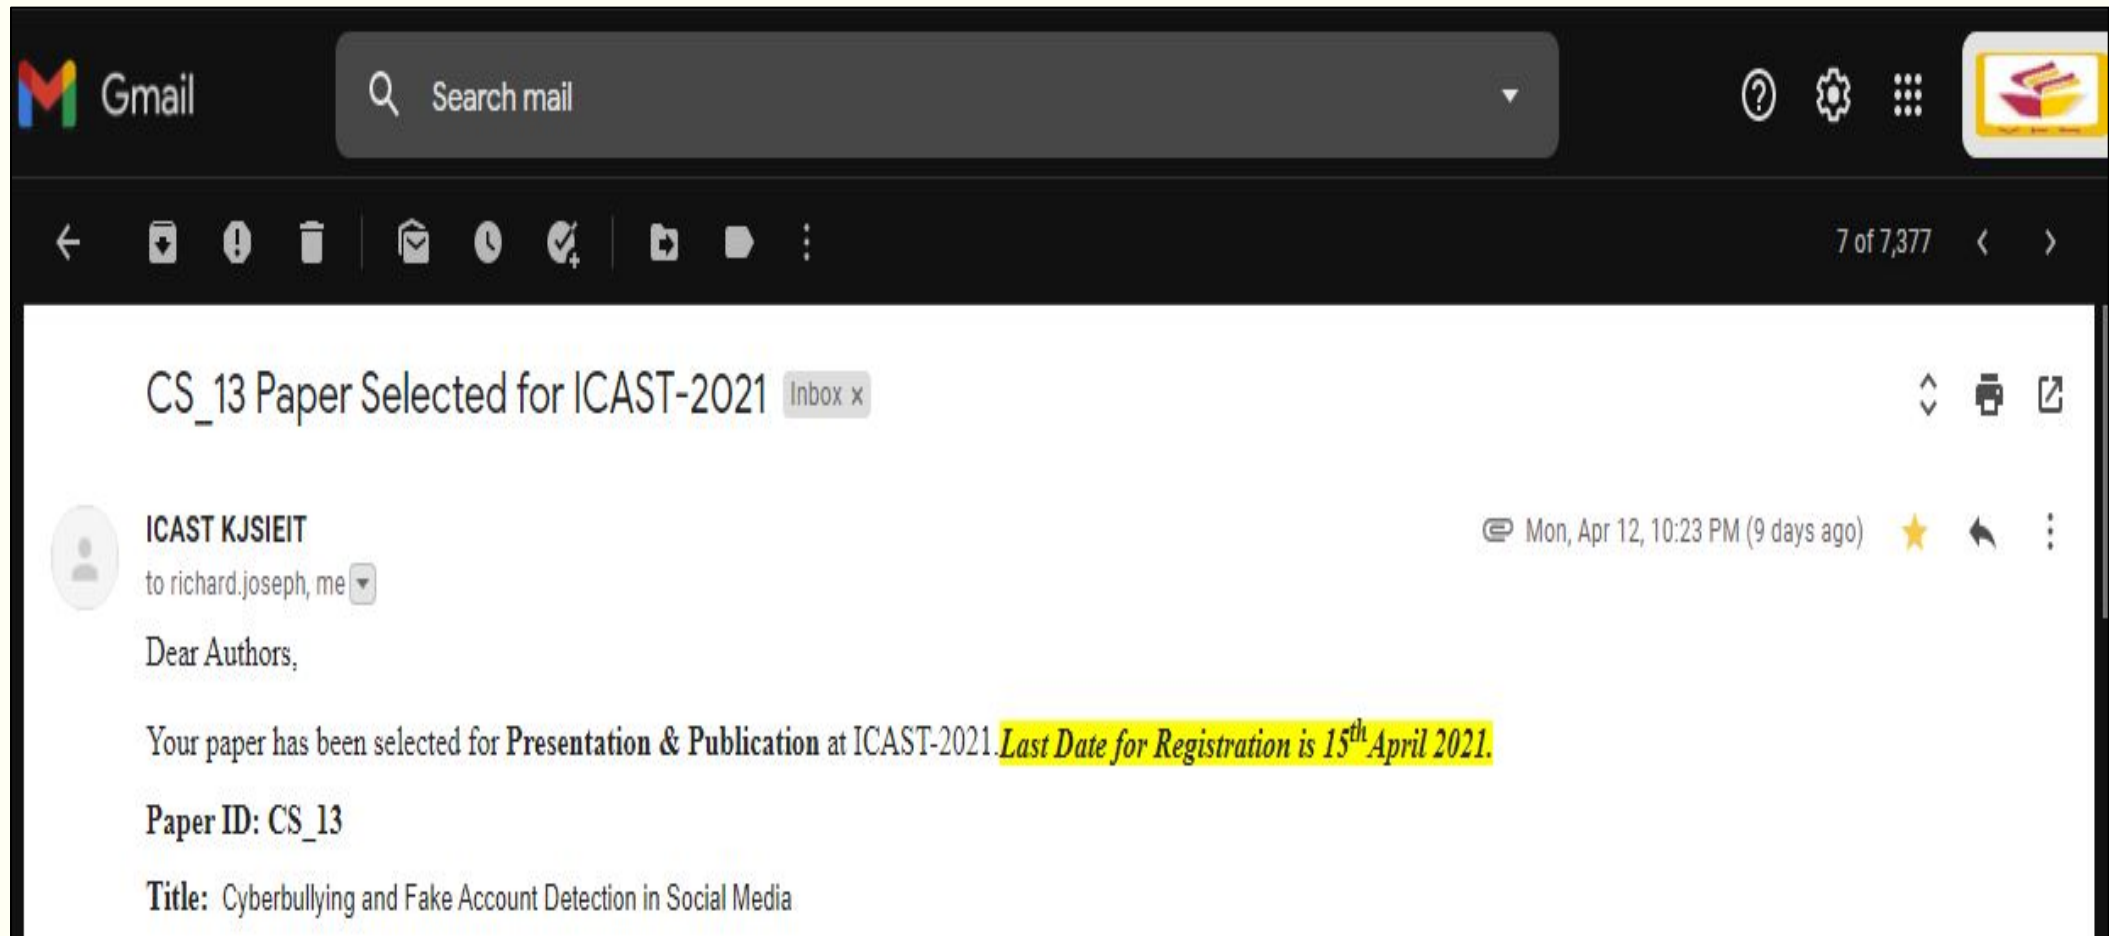 Gmail
Search mail
7 of 7,377
CS_13 Paper Selected for ICAST-2021 Inbox x
ICAST KJSIEIT
Mon, Apr 12, 10:23 PM (9 days ago)
to richard.joseph, me
Dear Authors,
Your paper has been selected for Presentation & Publication at ICAST-2021.Last Date for Registration is 15th April 2021.
Paper ID: CS_13
Title: Cyberbullying and Fake Account Detection in Social Media